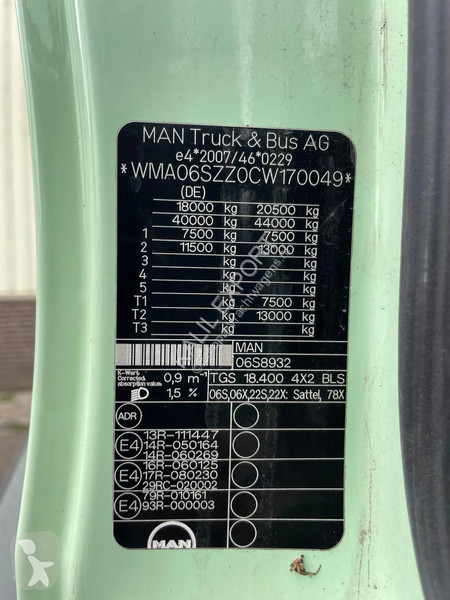 MAN Truck & Bus AG
e4*2007/46*0229
*WMA06SZZ0CW170049*
(DE)
18000 kg 20500 kg
40000 kg 44000 kg
1 7500 kg 7500 kg
2 11500 kg 13000 kg
3 kg kg
4 kg kg
5 kg kg
T1 kg 7500 kg
T2 kg 13000 kg
T3 kg kg
MAN
06S8932
K-Wert:
Corrected absorption value: 0,9 m⁻¹
1,5 %
TGS 18.400 4X2 BLS
06S,06X,22S,22X: Sattel, 78X
ADR
13R-111447
E4 14R-050164
14R-060269
16R-060125
E4 17R-080230
29RC-020002
79R-010161
E4 93R-000003
MAN